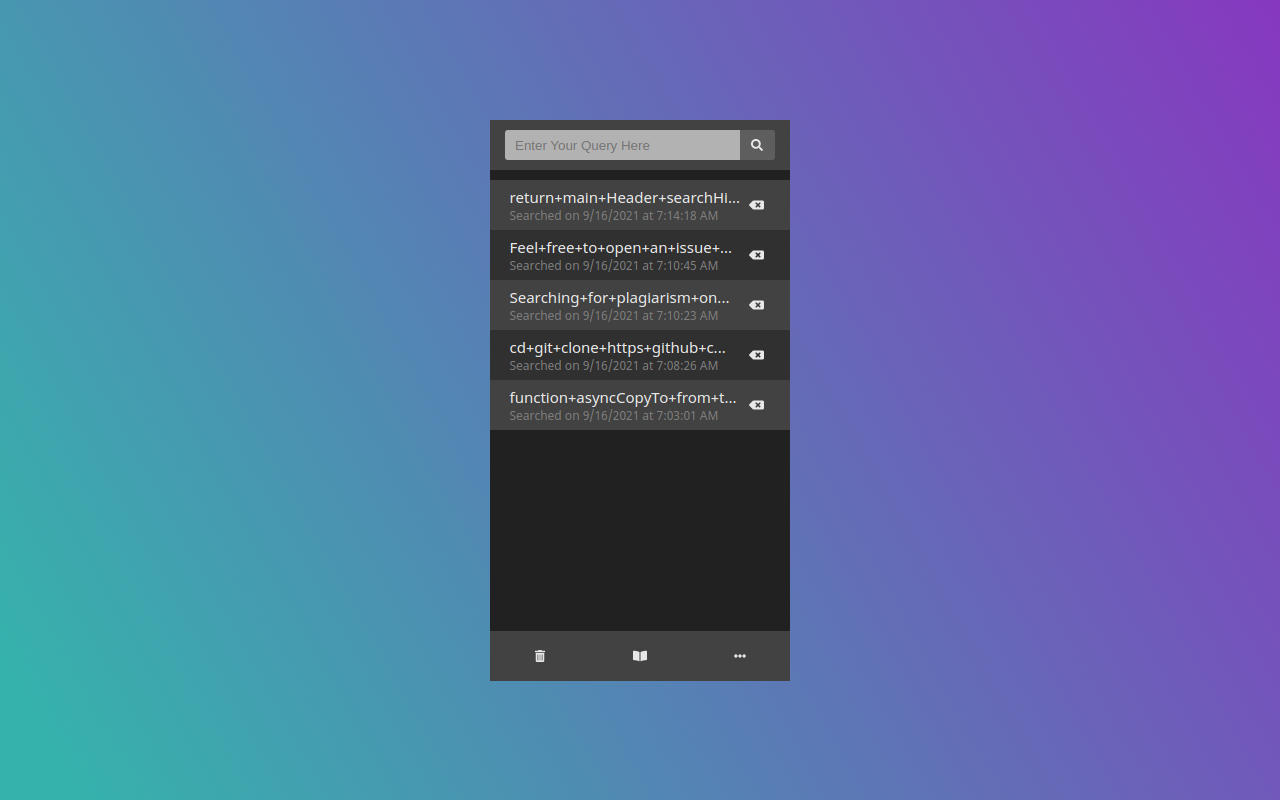 Enter Your Query Here
return+main+Header+searchHi...
Searched on 9/16/2021 at 7:14:18 AM
Feel+free+to+open+an+issue+...
Searched on 9/16/2021 at 7:10:45 AM
Searching+for+plagiarism+on...
Searched on 9/16/2021 at 7:10:23 AM
cd+git+clone+https+github+c...
Searched on 9/16/2021 at 7:08:26 AM
function+asyncCopyTo+from+t...
Searched on 9/16/2021 at 7:03:01 AM